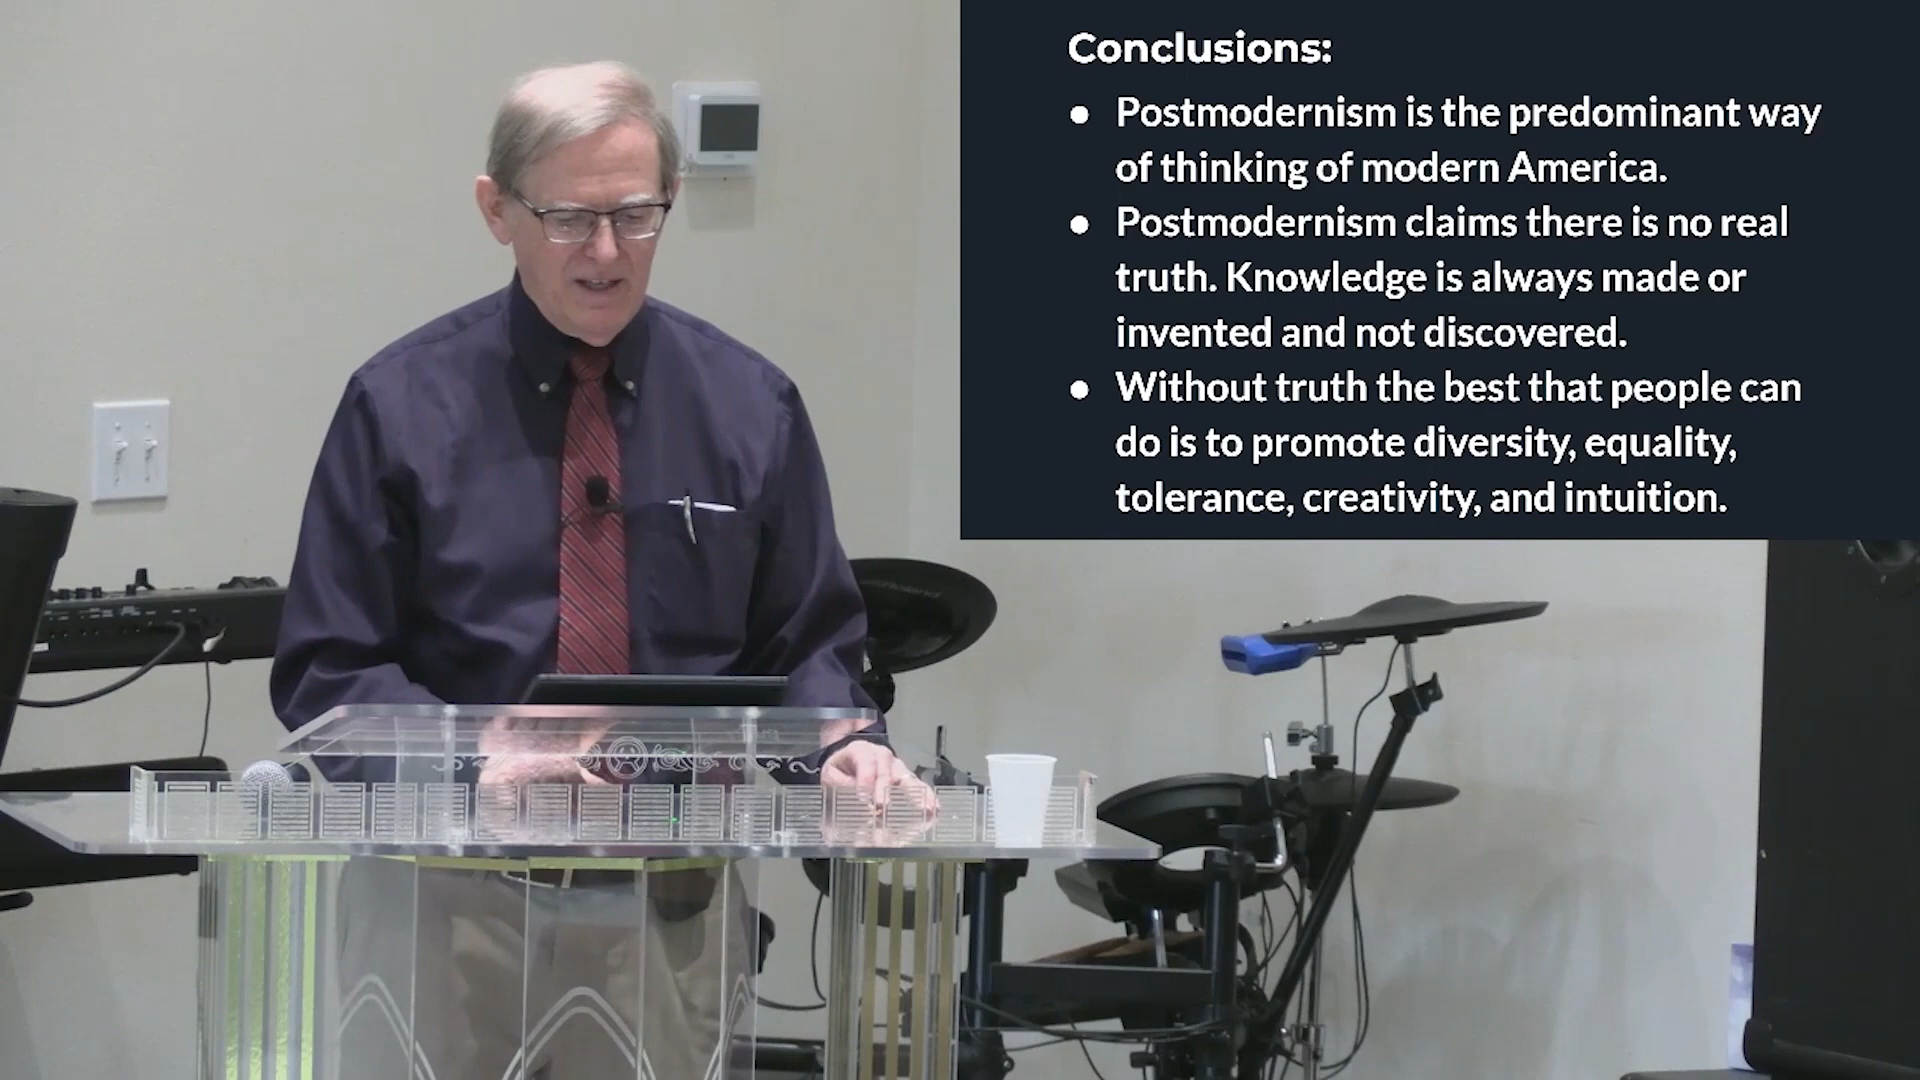 Conclusions:
● Postmodernism is the predominant way
of thinking of modern America.
● Postmodernism claims there is no real
truth. Knowledge is always made or
invented and not discovered.
● Without truth the best that people can
do is to promote diversity, equality,
tolerance, creativity, and intuition.
Roland